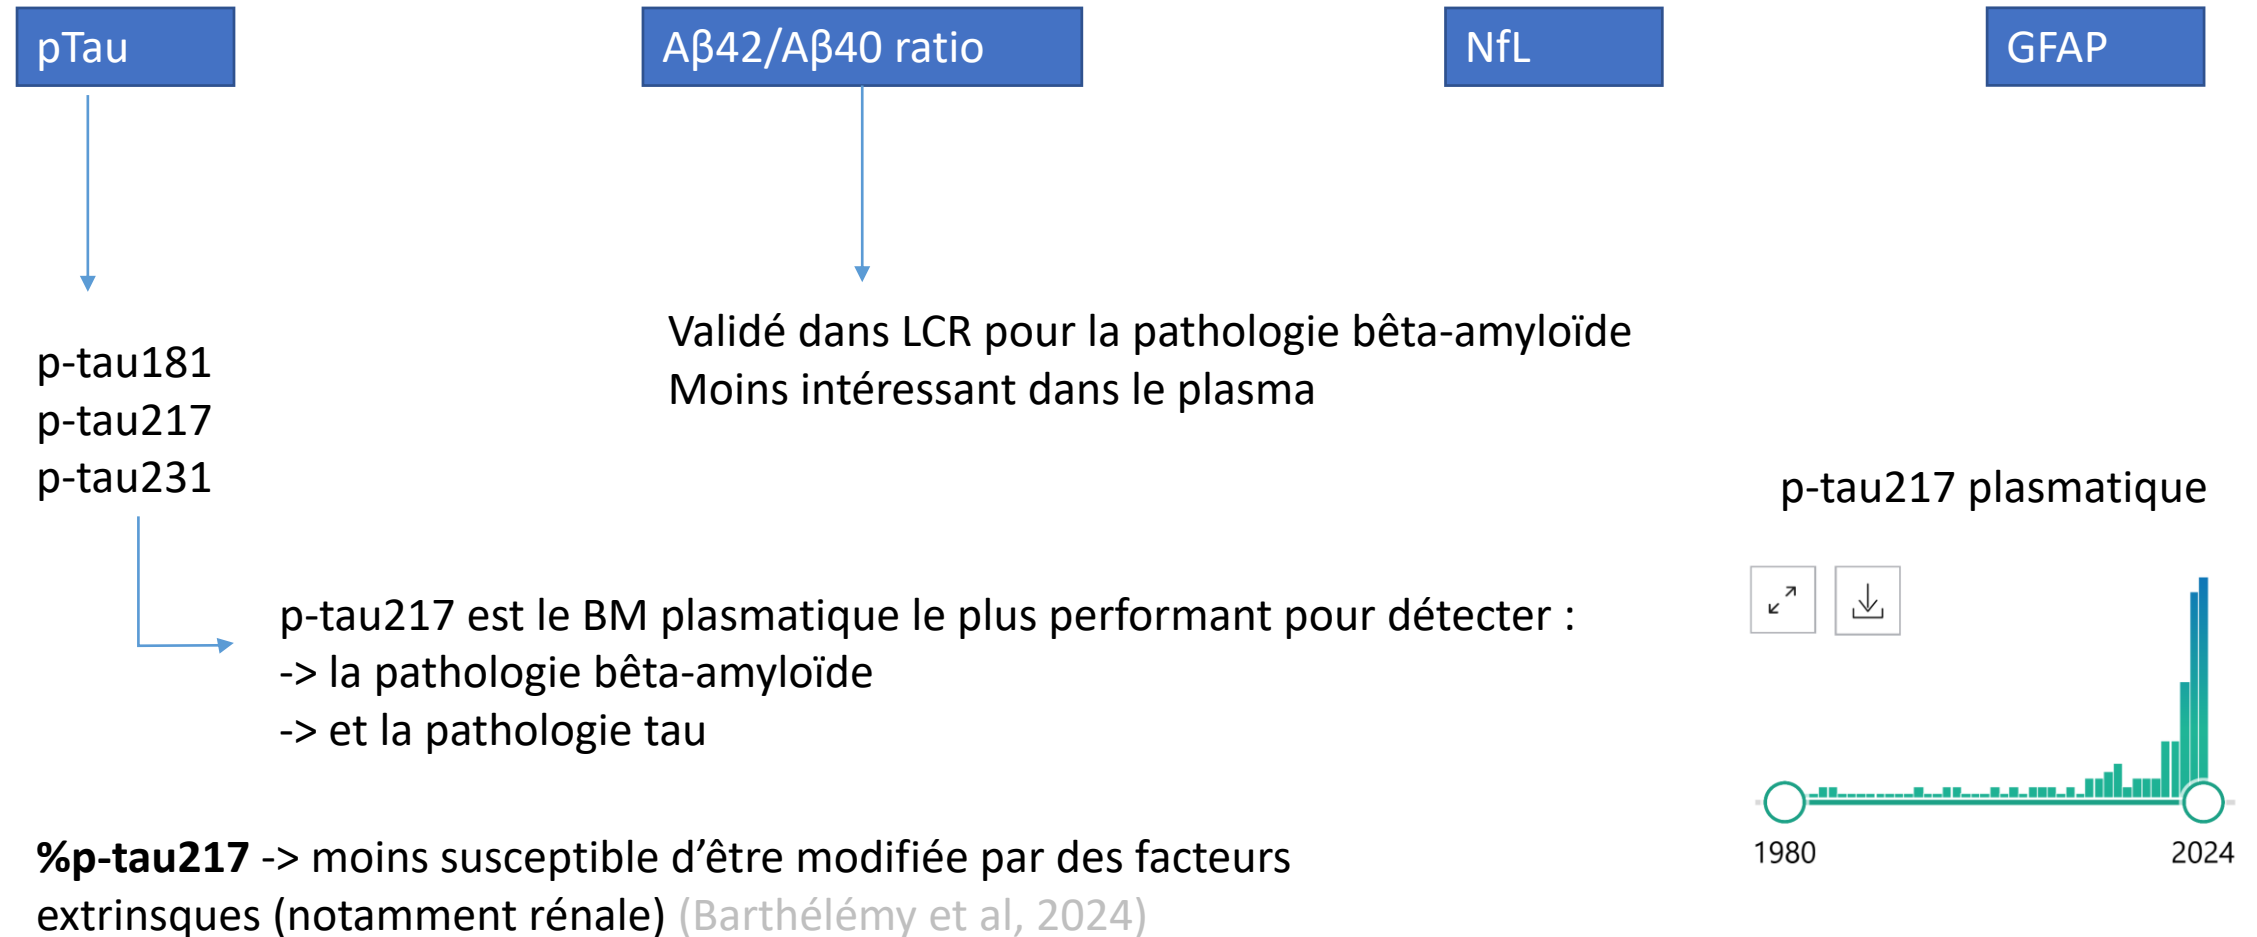 pTau
Aβ42/Aβ40 ratio
NfL
GFAP
p-tau181
p-tau217
p-tau231
Validé dans LCR pour la pathologie bêta-amyloïde
Moins intéressant dans le plasma
p-tau217 est le BM plasmatique le plus performant pour détecter :
-> la pathologie bêta-amyloïde
-> et la pathologie tau
p-tau217 plasmatique
1980
2024
%p-tau217 -> moins susceptible d’être modifiée par des facteurs
extrinsques (notamment rénale) (Barthélémy et al, 2024)